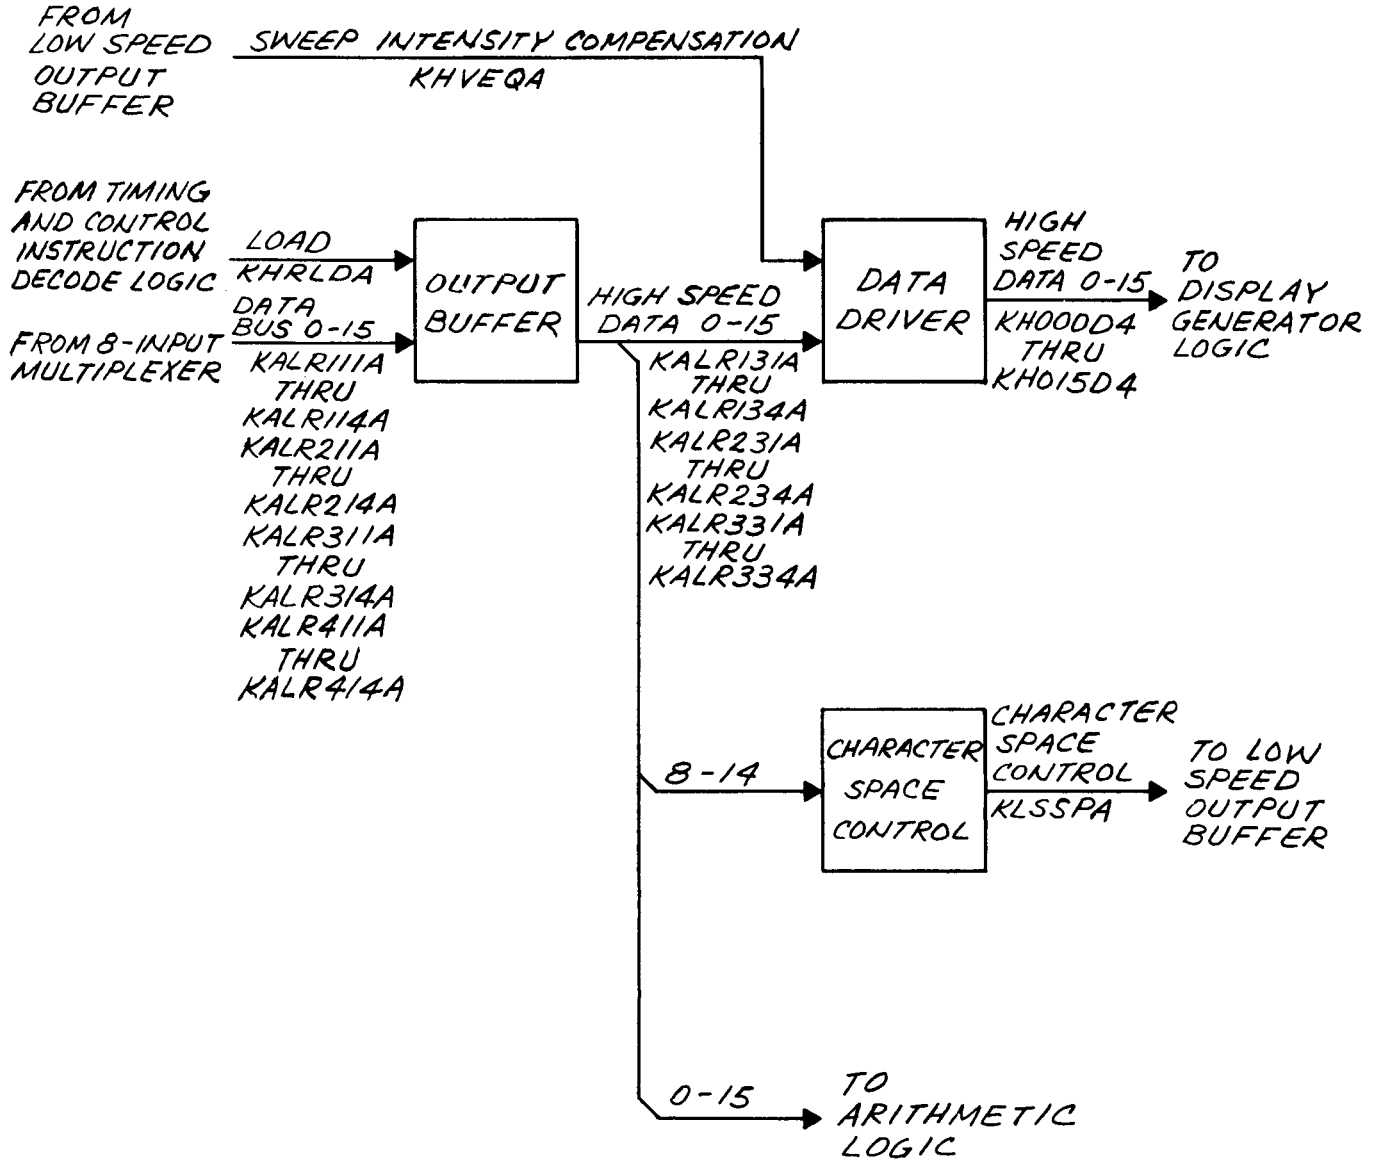 FROM
LOW SPEED
OUTPUT
BUFFER
SWEEP INTENSITY COMPENSATION
KHVEQA
FROM TIMING
AND CONTROL
INSTRUCTION
DECODE LOGIC
LOAD
KHRLDA
DATA
BUS 0-15
FROM 8-INPUT
MULTIPLEXER
KALR111A
THRU
KALR114A
KALR211A
THRU
KALR214A
KALR311A
THRU
KALR314A
KALR411A
THRU
KALR414A
OUTPUT
BUFFER
HIGH SPEED
DATA 0-15
KALR131A
THRU
KALR134A
KALR231A
THRU
KALR234A
KALR331A
THRU
KALR334A
DATA
DRIVER
HIGH
SPEED
DATA 0-15
KH000D4
THRU
KH015D4
TO
DISPLAY
GENERATOR
LOGIC
8-14
CHARACTER
SPACE
CONTROL
CHARACTER
SPACE
CONTROL
KLSSPA
TO LOW
SPEED
OUTPUT
BUFFER
0-15
TO
ARITHMETIC
LOGIC